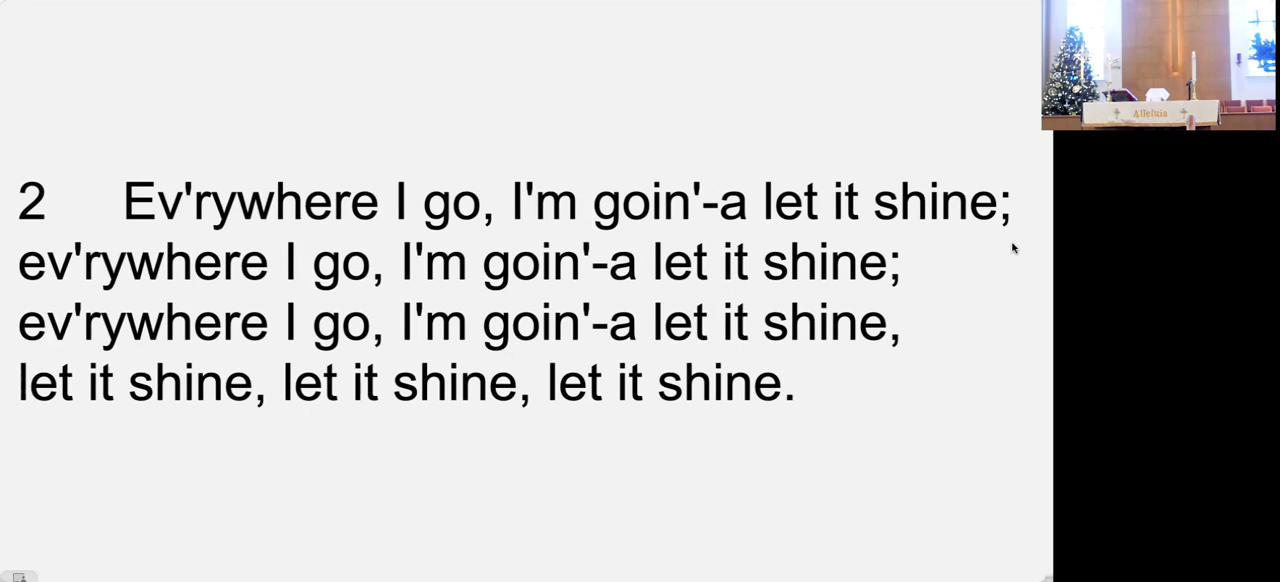 2 Ev'rywhere I go, I'm goin'-a let it shine;
ev'rywhere I go, I'm goin'-a let it shine;
ev'rywhere I go, I'm goin'-a let it shine,
let it shine, let it shine, let it shine.
Alleluia